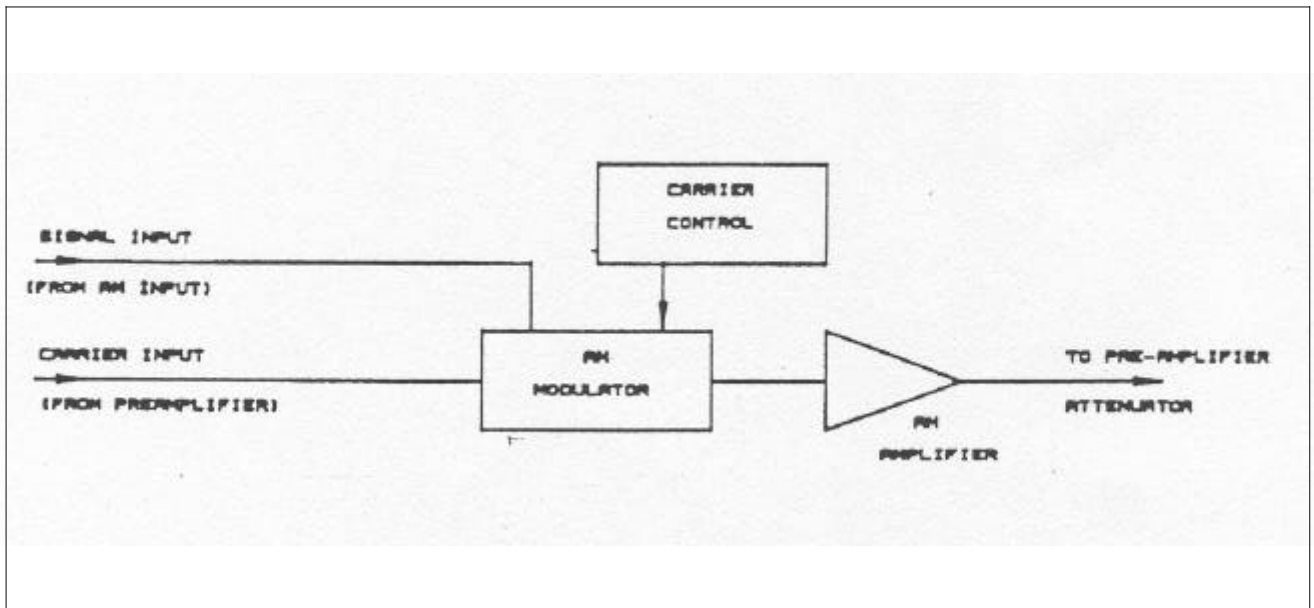 CARRIER
CONTROL
SIGNAL INPUT
(FROM AM INPUT)
CARRIER INPUT
(FROM PREAMPLIFIER)
AM
MODULATOR
AM
AMPLIFIER
TO PRE-AMPLIFIER
ATTENUATOR